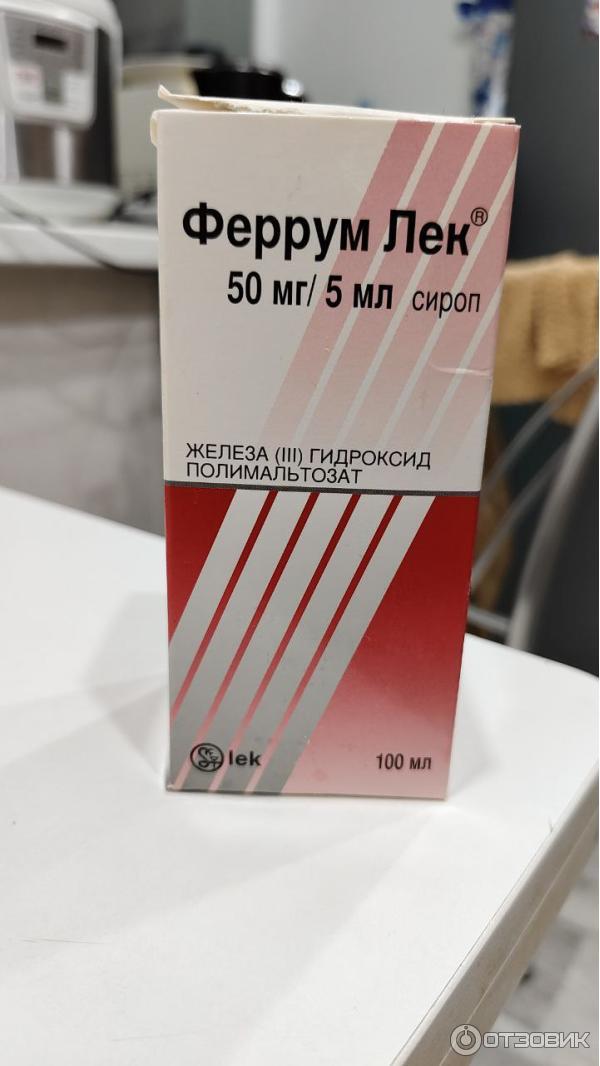 Феррум Лек®
50 мг/ 5 мл сироп
ЖЕЛЕЗА (III) ГИДРОКСИД
ПОЛИМАЛЬТОЗАТ
lek
100 мл
ОТЗОВИК